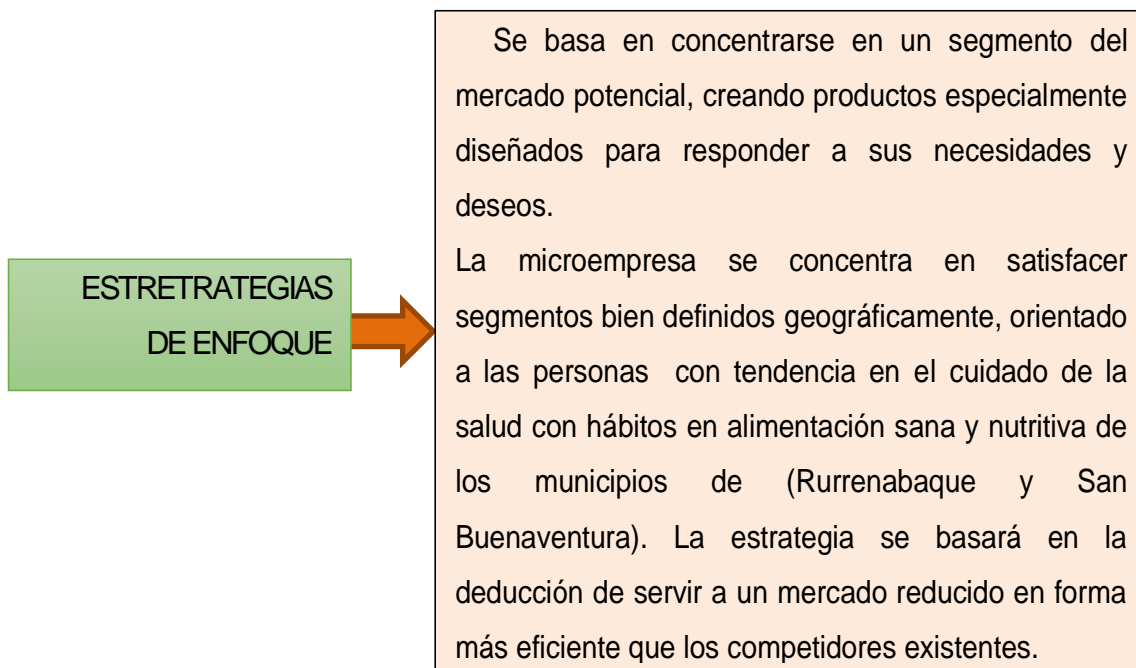 ESTRETRATEGIAS
DE ENFOQUE
Se basa en concentrarse en un segmento del
mercado potencial, creando productos especialmente
diseñados para responder a sus necesidades y
deseos.
La microempresa se concentra en satisfacer
segmentos bien definidos geográficamente, orientado
a las personas con tendencia en el cuidado de la
salud con hábitos en alimentación sana y nutritiva de
los municipios de (Rurrenabaque y San
Buenaventura). La estrategia se basará en la
deducción de servir a un mercado reducido en forma
más eficiente que los competidores existentes.